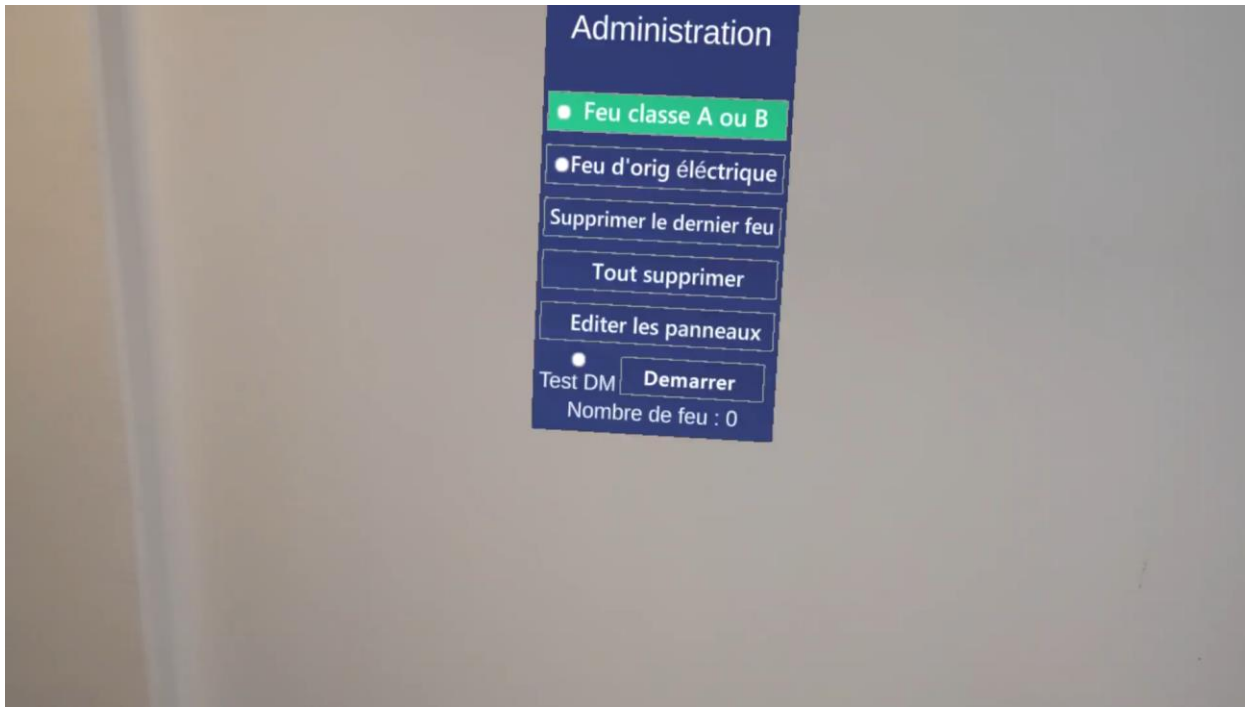 Administration
Feu classe A ou B
Feu d'orig éléctrique
Supprimer le dernier feu
Tout supprimer
Editer les panneaux
Test DM Demarrer
Nombre de feu : 0